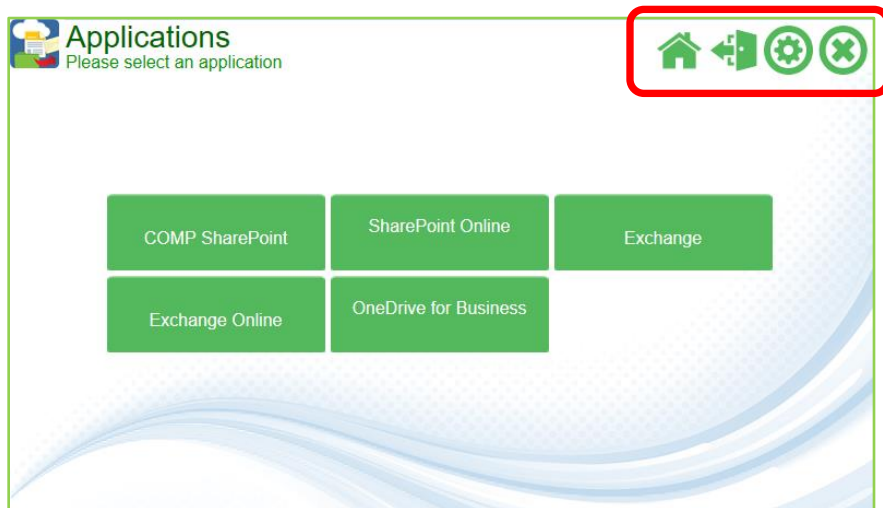 Applications
Please select an application
COMP SharePoint
SharePoint Online
Exchange
Exchange Online
OneDrive for Business